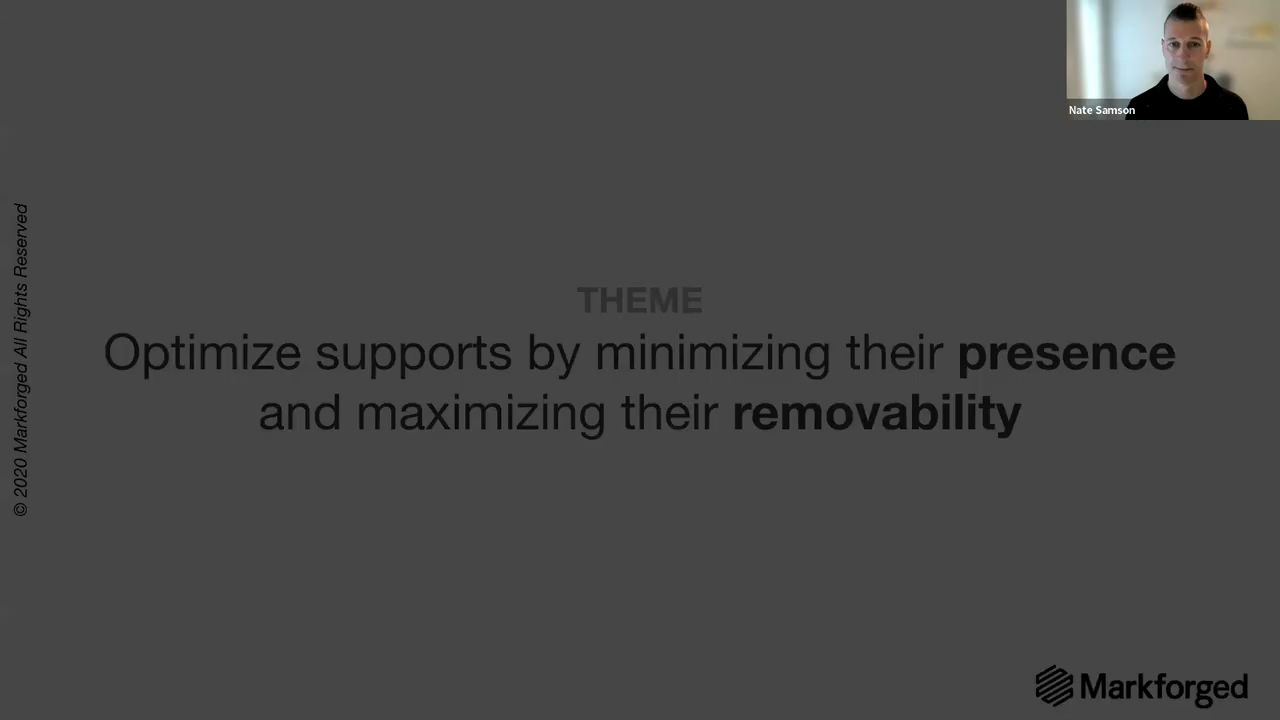 Nate Samson
© 2020 Markforged All Rights Reserved
THEME
Optimize supports by minimizing their presence
and maximizing their removability
Markforged